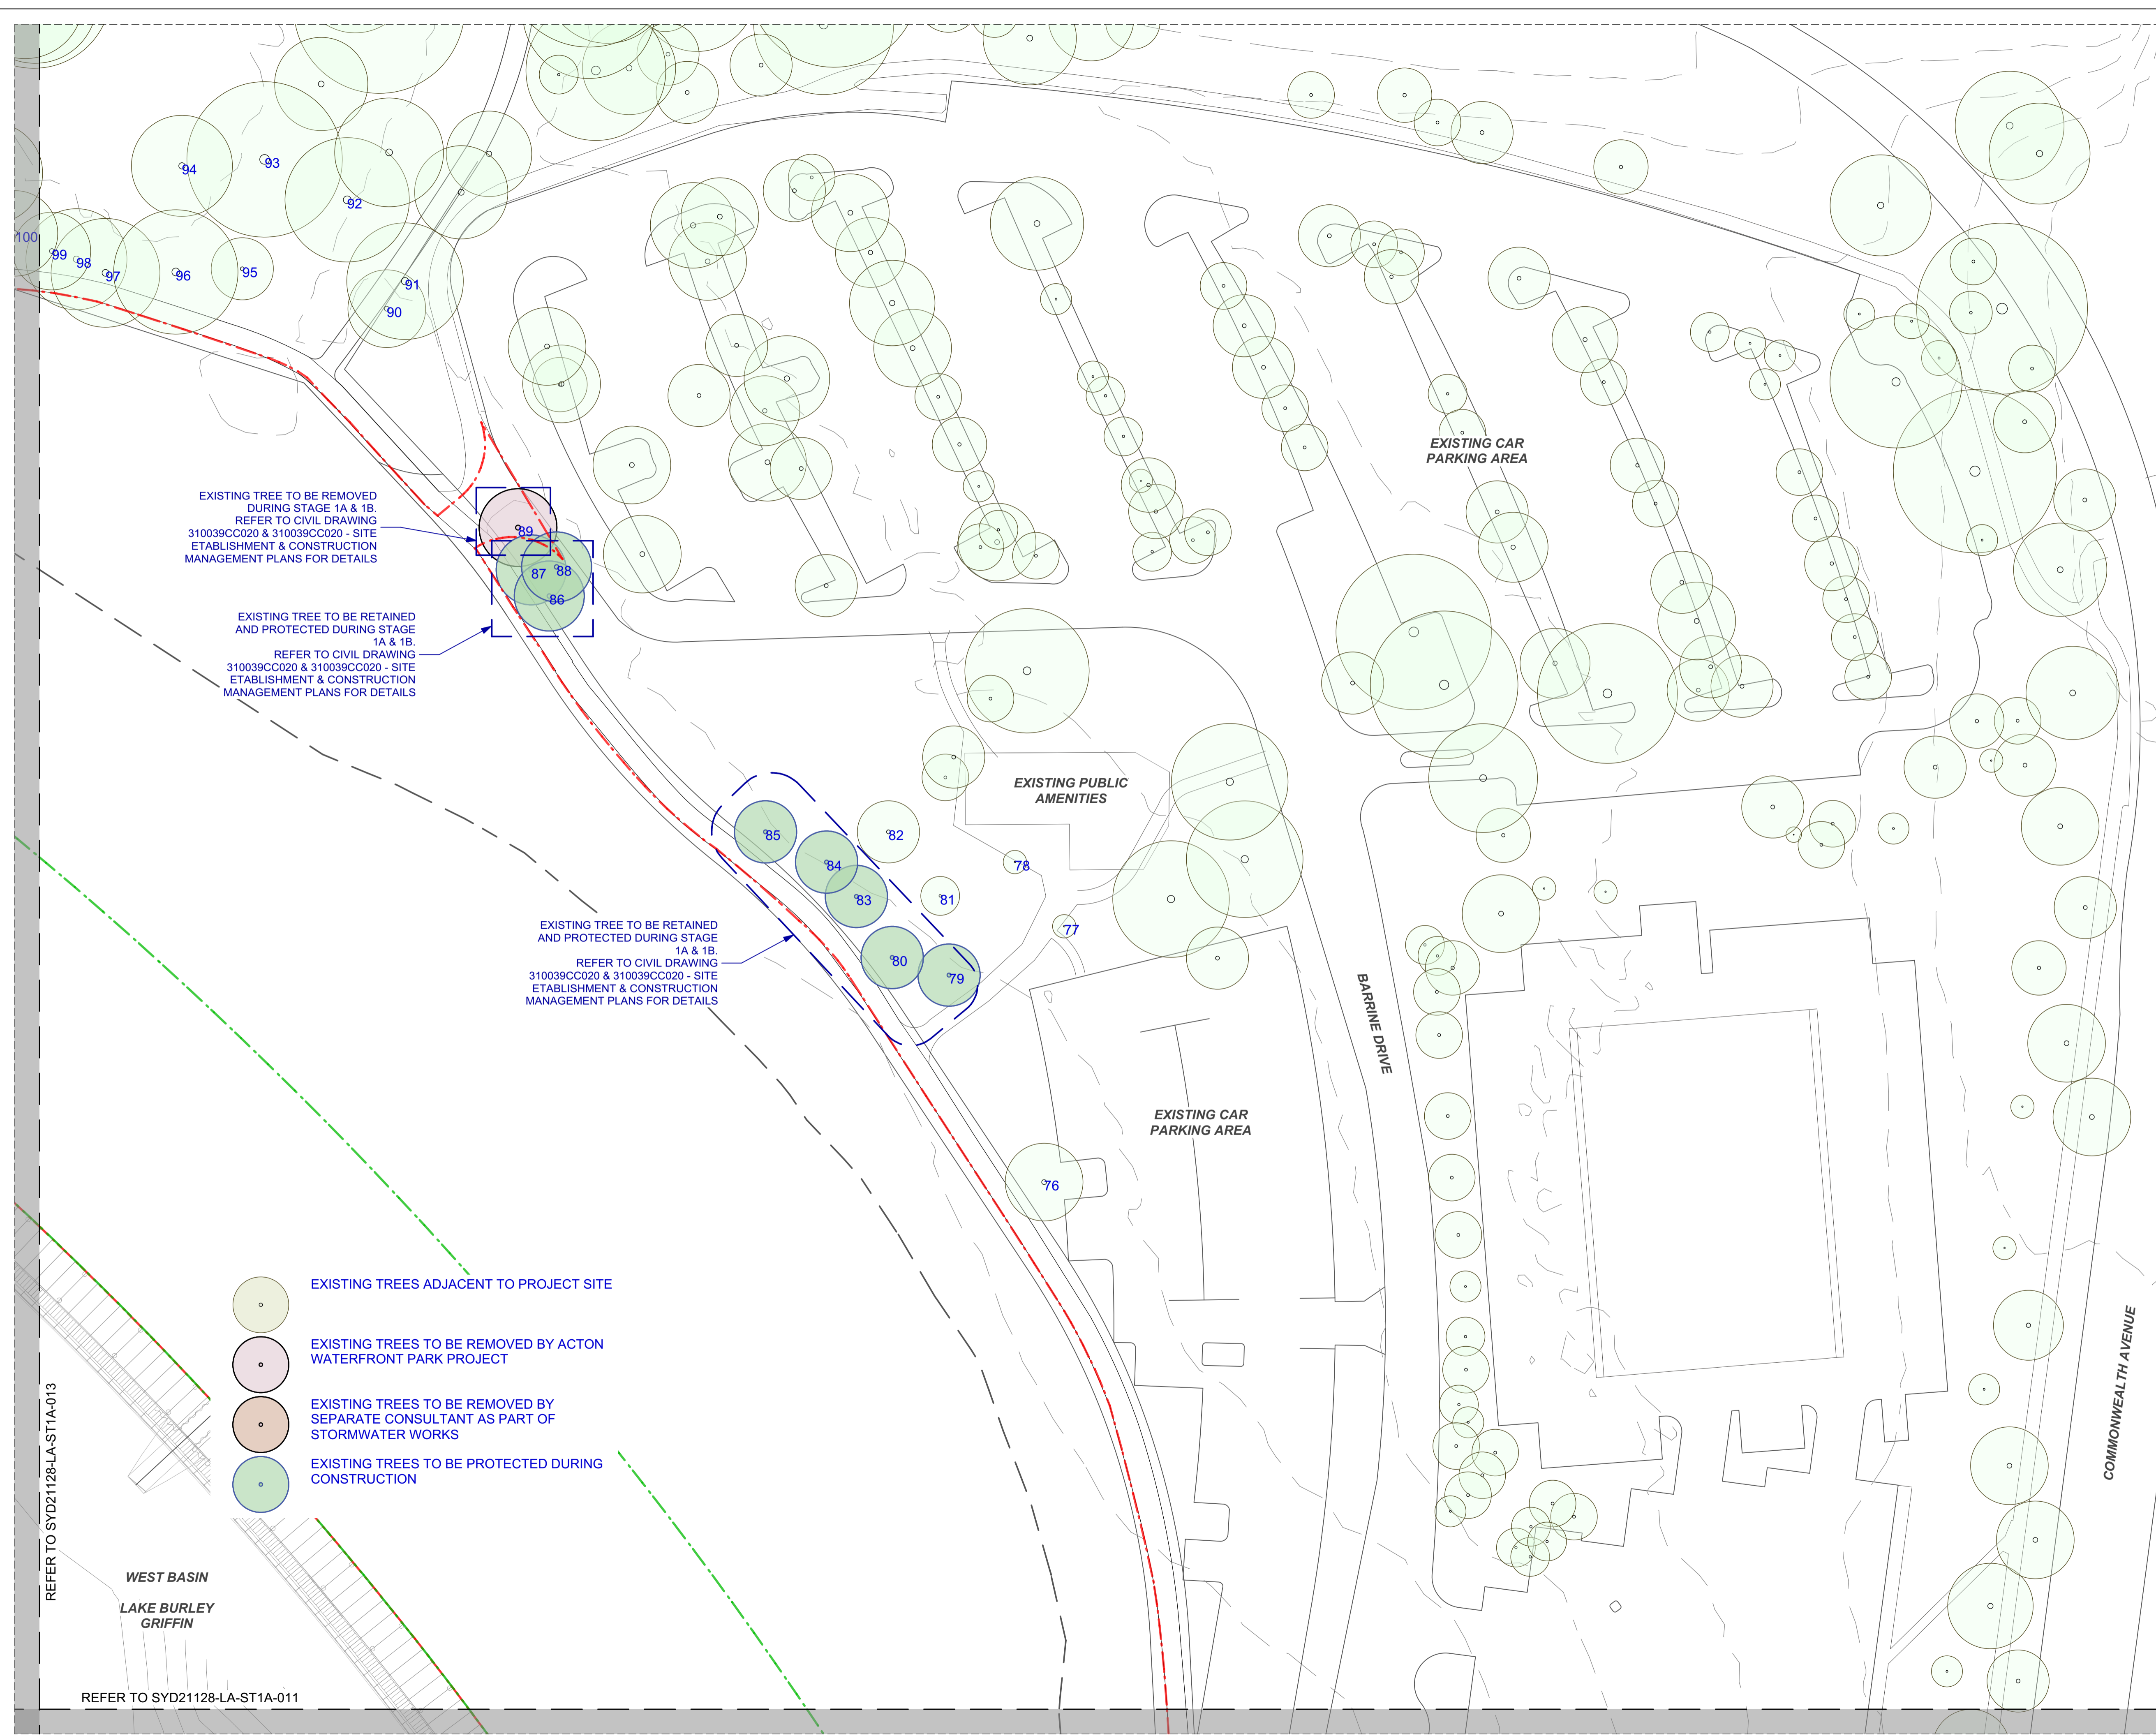 94
93
92
100
99
98
97
96
95
91
90
EXISTING CAR
PARKING AREA
EXISTING TREE TO BE REMOVED
DURING STAGE 1A & 1B.
REFER TO CIVIL DRAWING
310039CC020 & 310039CC020 - SITE
ETABLISHMENT & CONSTRUCTION
MANAGEMENT PLANS FOR DETAILS
89
88
87
86
EXISTING TREE TO BE RETAINED
AND PROTECTED DURING STAGE
1A & 1B.
REFER TO CIVIL DRAWING
310039CC020 & 310039CC020 - SITE
ETABLISHMENT & CONSTRUCTION
MANAGEMENT PLANS FOR DETAILS
EXISTING PUBLIC
AMENITIES
85
82
84
78
83
81
77
80
79
EXISTING TREE TO BE RETAINED
AND PROTECTED DURING STAGE
1A & 1B.
REFER TO CIVIL DRAWING
310039CC020 & 310039CC020 - SITE
ETABLISHMENT & CONSTRUCTION
MANAGEMENT PLANS FOR DETAILS
BARRINE DRIVE
EXISTING CAR
PARKING AREA
76
EXISTING TREES ADJACENT TO PROJECT SITE
EXISTING TREES TO BE REMOVED BY ACTON
WATERFRONT PARK PROJECT
EXISTING TREES TO BE REMOVED BY
SEPARATE CONSULTANT AS PART OF
STORMWATER WORKS
EXISTING TREES TO BE PROTECTED DURING
CONSTRUCTION
COMMONWEALTH AVENUE
REFER TO SYD21128-LA-ST1A-013
WEST BASIN
LAKE BURLEY
GRIFFIN
REFER TO SYD21128-LA-ST1A-011